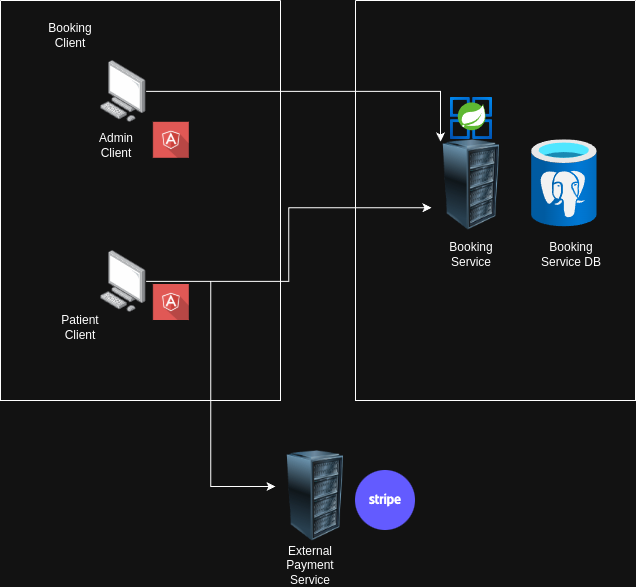 Booking
Client
Admin
Client
A
Patient
Client
A
Booking
Service
Booking
Service DB
stripe
External
Payment
Service